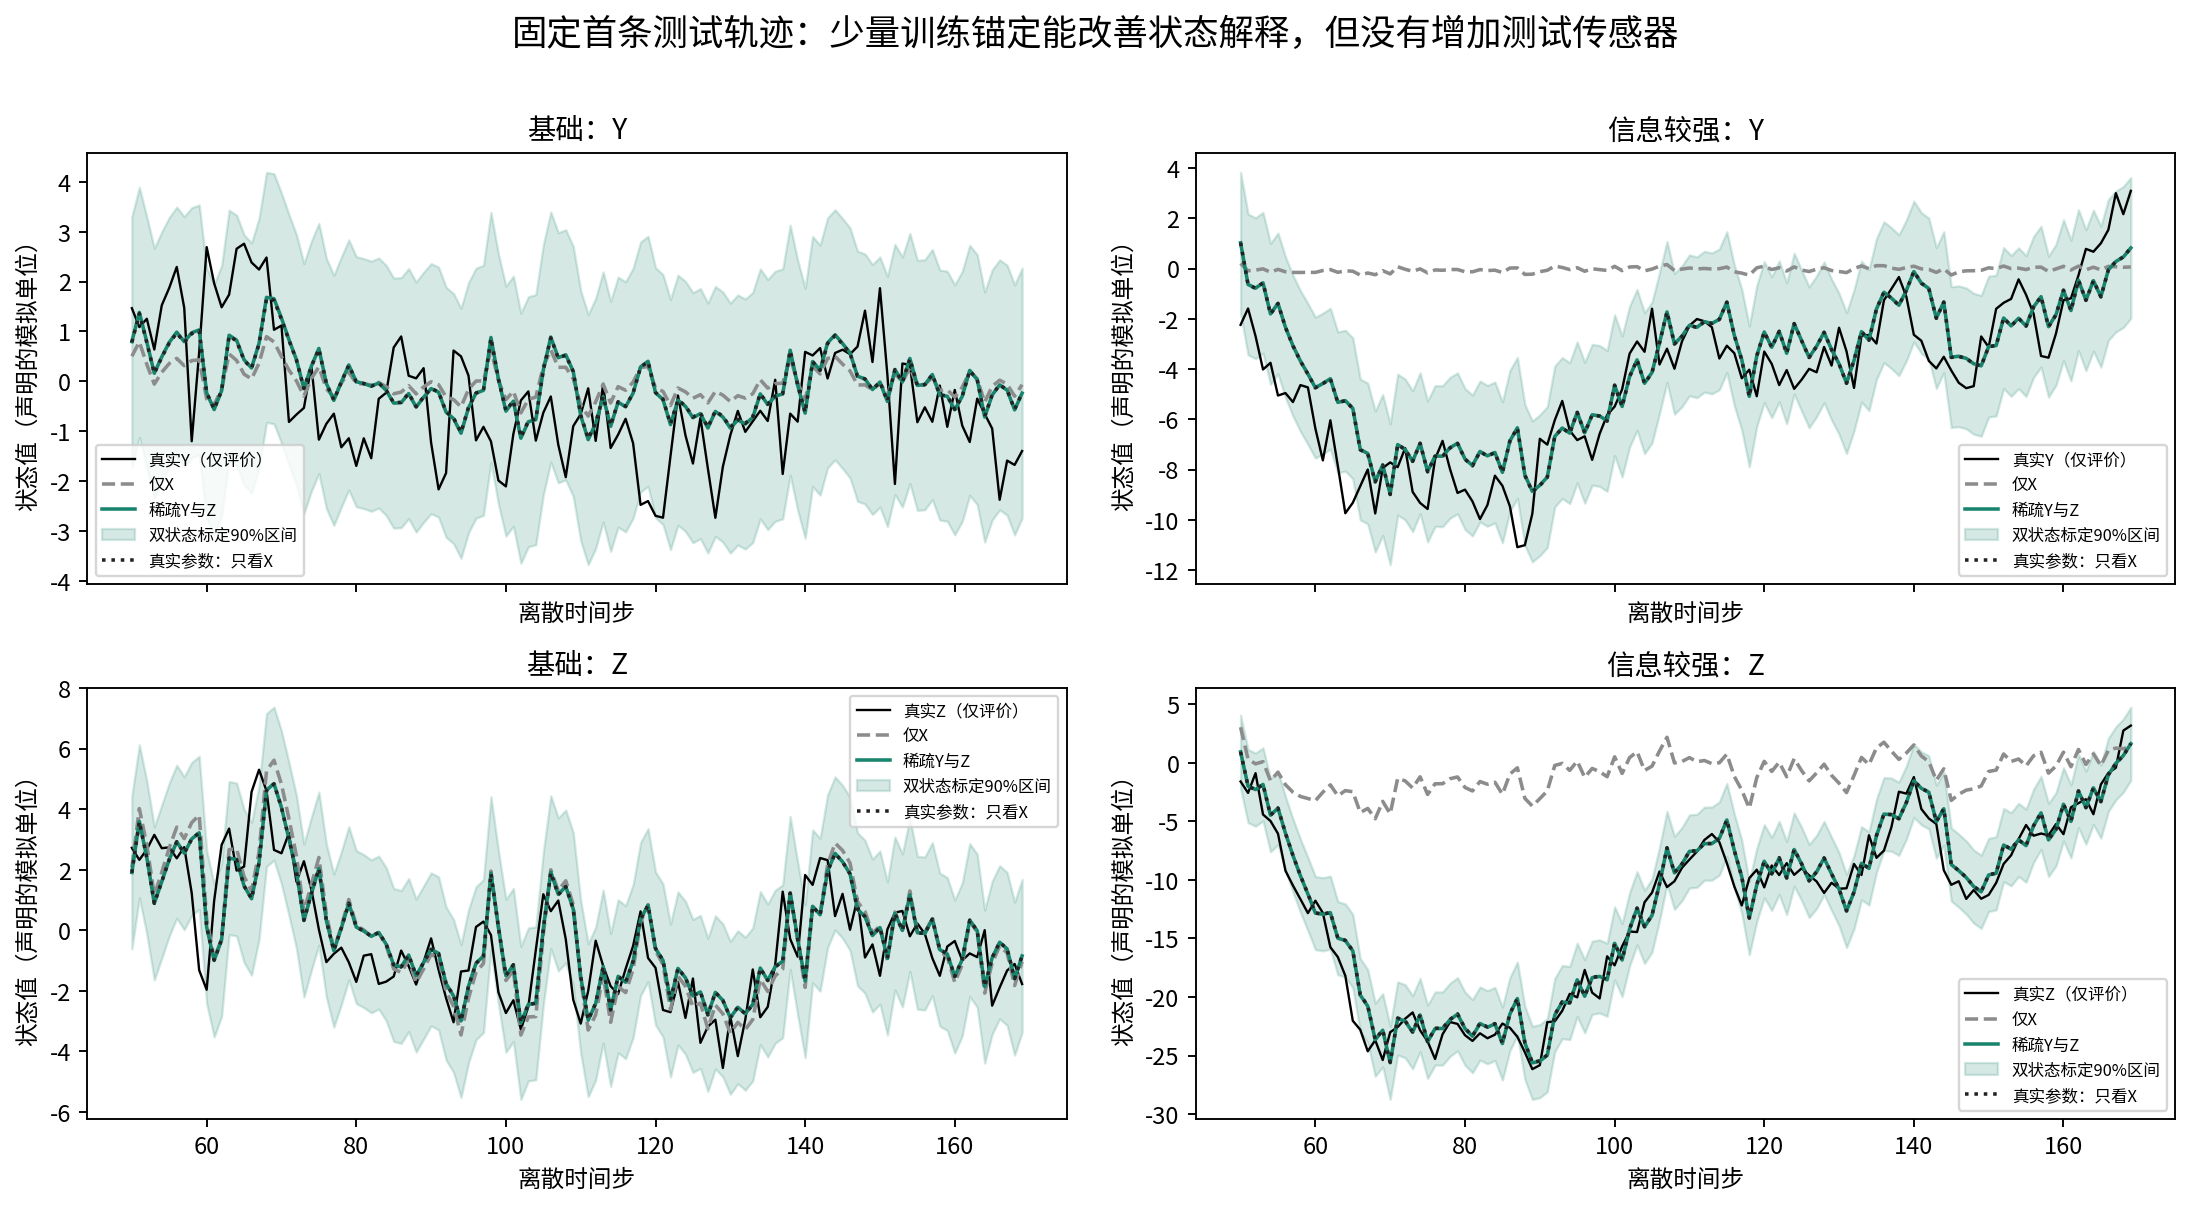 固定首条测试轨迹：少量训练锚定能改善状态解释，但没有增加测试传感器
基础：Y
状态值（声明的模拟单位）
4
3
2
1
0
-1
-2
-3
-4
真实Y（仅评价）
仅X
稀疏Y与Z
双状态标定90%区间
真实参数：只看X
离散时间步
信息较强：Y
状态值（声明的模拟单位）
4
2
0
-2
-4
-6
-8
-10
-12
真实Y（仅评价）
仅X
稀疏Y与Z
双状态标定90%区间
真实参数：只看X
离散时间步
基础：Z
状态值（声明的模拟单位）
8
6
4
2
0
-2
-4
-6
真实Z（仅评价）
仅X
稀疏Y与Z
双状态标定90%区间
真实参数：只看X
60 80 100 120 140 160
离散时间步
信息较强：Z
状态值（声明的模拟单位）
5
0
-5
-10
-15
-20
-25
-30
真实Z（仅评价）
仅X
稀疏Y与Z
双状态标定90%区间
真实参数：只看X
60 80 100 120 140 160
离散时间步